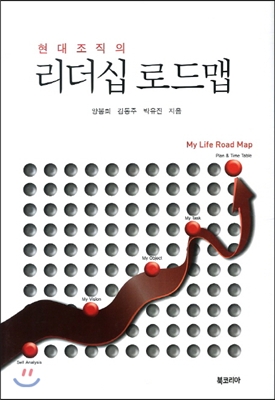 현대조직의
리더십 로드맵
양봉희 김동주 박유진 지음
My Life Road Map
Plan & Time Table
My Task
My Object
My Vision
Self Analysis
북코리아